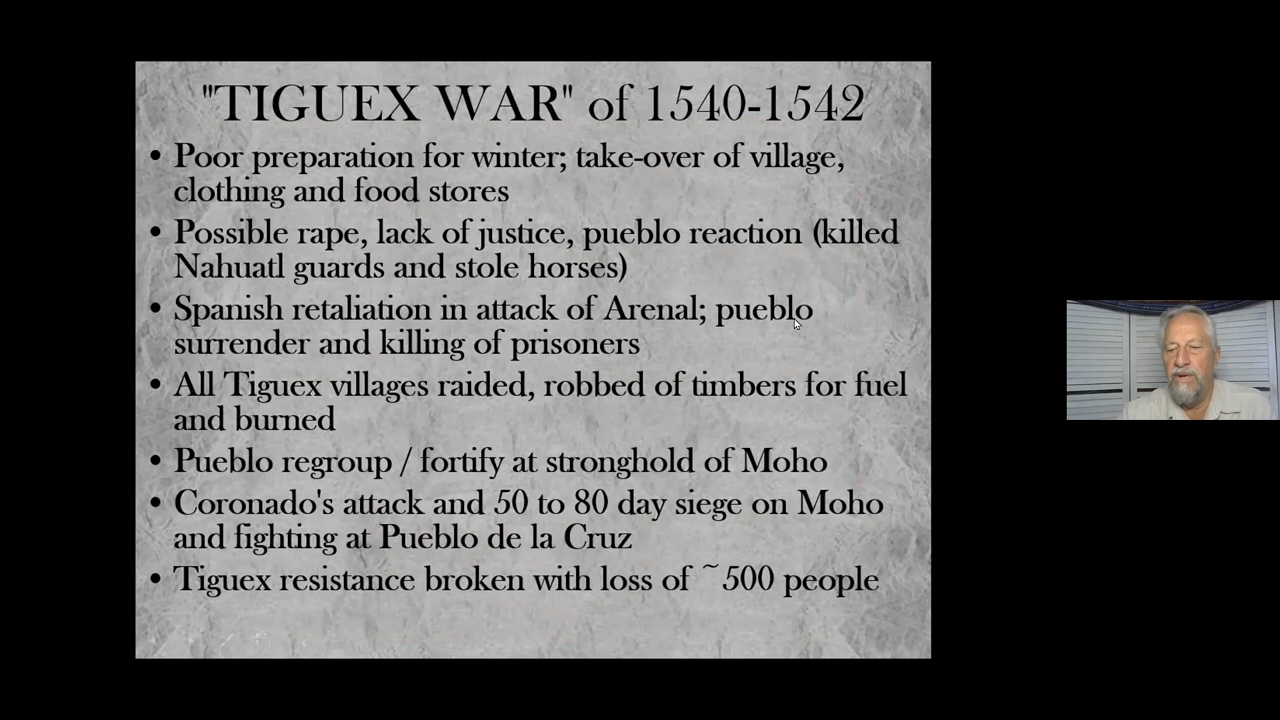 "TIGUEX WAR" of 1540-1542
• Poor preparation for winter; take-over of village,
clothing and food stores
• Possible rape, lack of justice, pueblo reaction (killed
Nahuatl guards and stole horses)
• Spanish retaliation in attack of Arenal; pueblo
surrender and killing of prisoners
• All Tiguex villages raided, robbed of timbers for fuel
and burned
• Pueblo regroup / fortify at stronghold of Moho
• Coronado's attack and 50 to 80 day siege on Moho
and fighting at Pueblo de la Cruz
• Tiguex resistance broken with loss of ~500 people